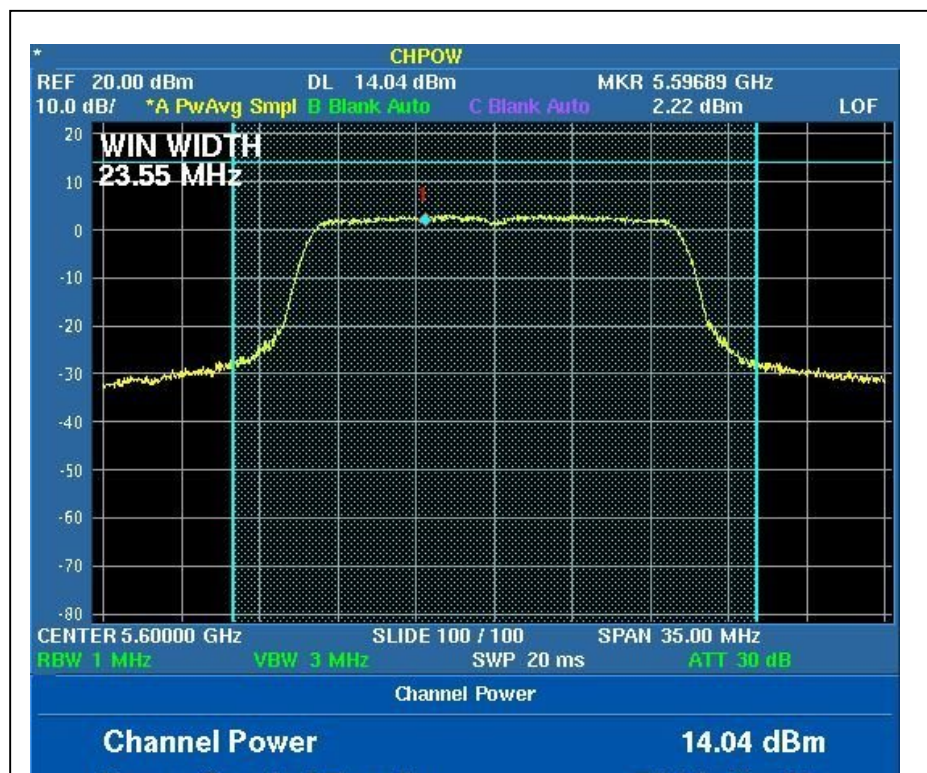 *
CHPOW
REF 20.00 dBm DL 14.04 dBm MKR 5.59689 GHz
10.0 dB/ *A PwAvg Smpl B Blank Auto C Blank Auto 2.22 dBm LOF
20
WIN WIDTH
23.55 MHz
10
0
-10
-20
-30
-40
-50
-60
-70
-80
CENTER 5.60000 GHz SLIDE 100 / 100 SPAN 35.00 MHz
RBW 1 MHz VBW 3 MHz SWP 20 ms ATT 30 dB
Channel Power
Channel Power 14.04 dBm